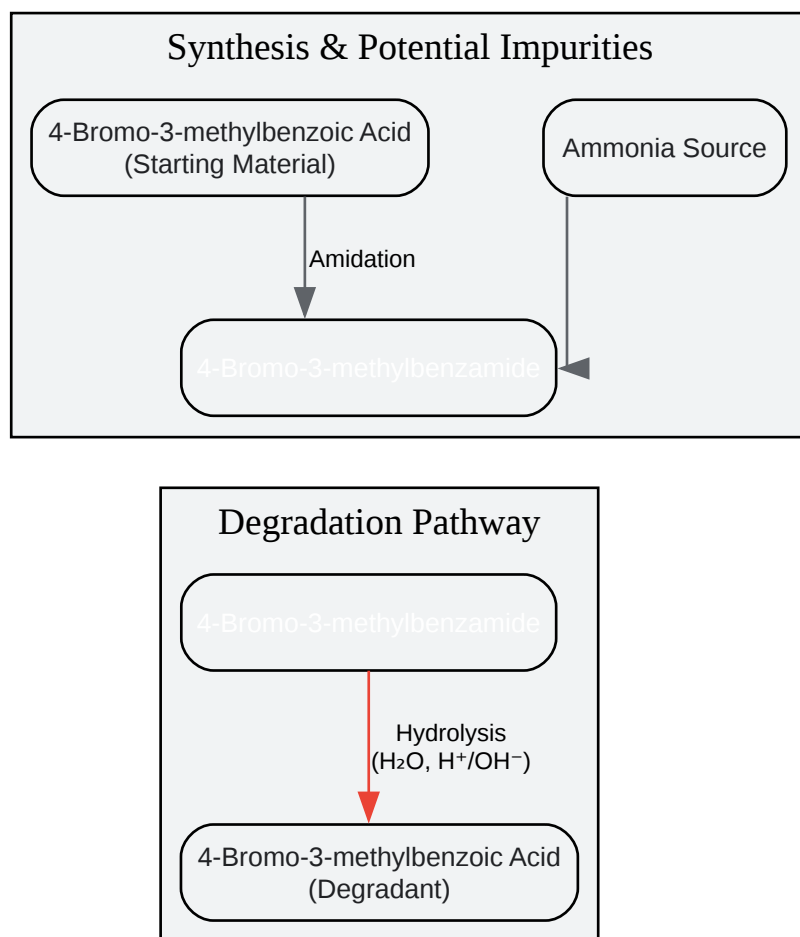 Synthesis & Potential Impurities
4-Bromo-3-methylbenzoic Acid
(Starting Material)
Ammonia Source
Amidation
4-Bromo-3-methylbenzamide
Degradation Pathway
4-Bromo-3-methylbenzamide
Hydrolysis
(H₂O, H⁺/OH⁻)
4-Bromo-3-methylbenzoic Acid
(Degradant)